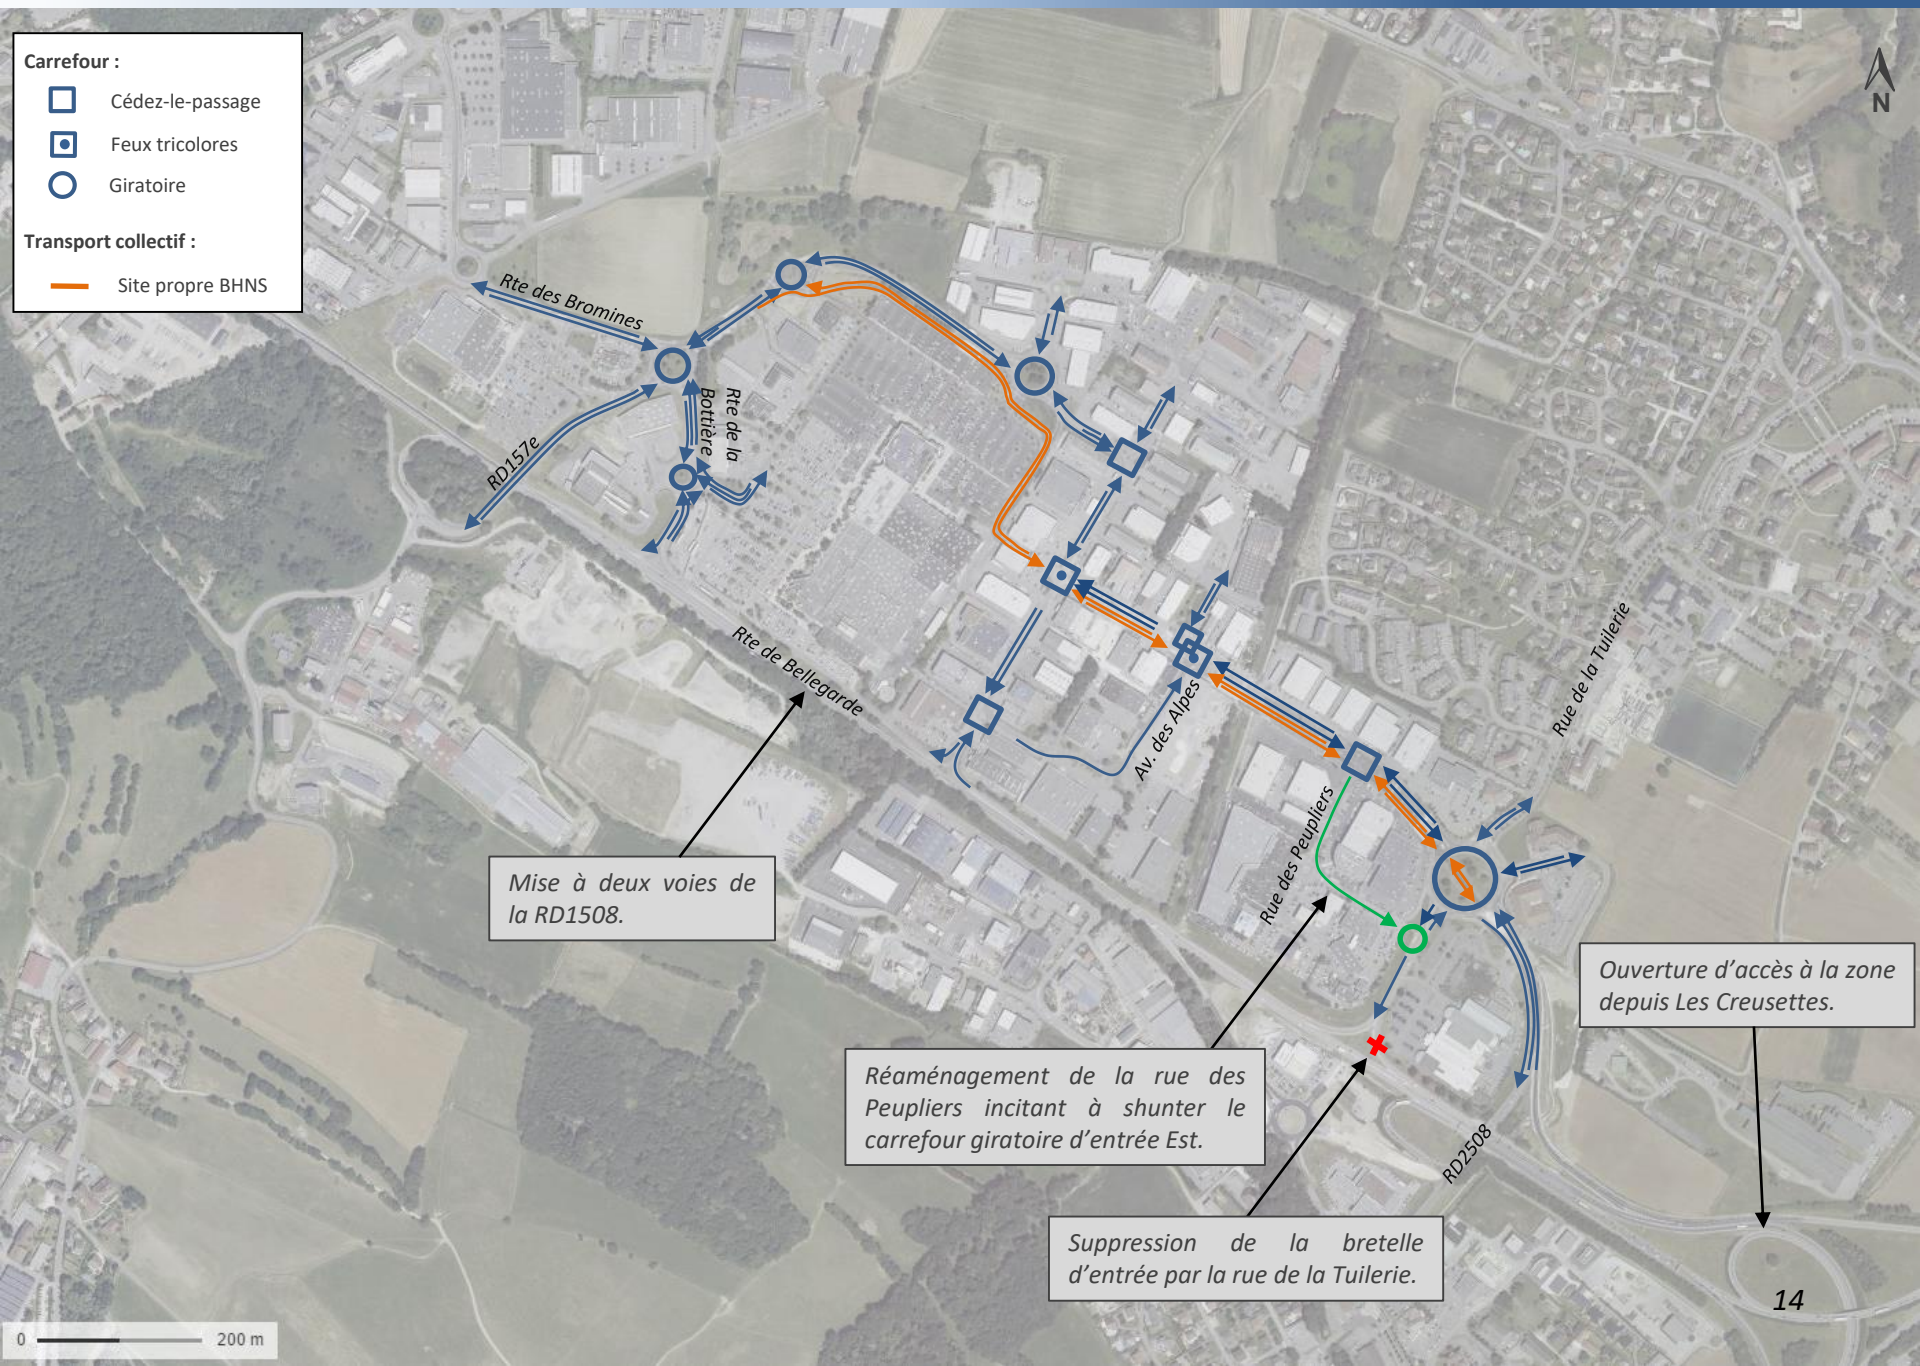 Carrefour :
Cédez-le-passage
Feux tricolores
Giratoire
Transport collectif :
Site propre BHNS
N
Rte des Bromines
Rte de la
Bottière
RD157e
Rte de Bellegarde
Av. des Alpes
Rue de la Tuilerie
Rue des Peupliers
Mise à deux voies de
la RD1508.
Ouverture d'accès à la zone
depuis Les Creusettes.
Réaménagement de la rue des
Peupliers incitant à shunter le
carrefour giratoire d'entrée Est.
RD2508
Suppression de la bretelle
d'entrée par la rue de la Tuilerie.
14
0 200 m